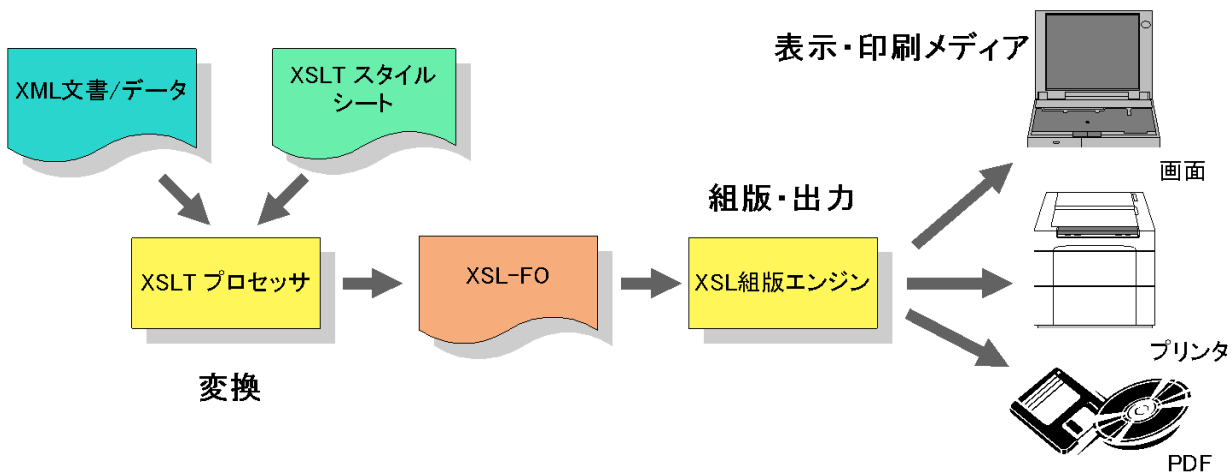 XML文書/データ
XSLT スタイル
シート
表示・印刷メディア
画面
組版・出力
XSLT プロセッサ
XSL-FO
XSL組版エンジン
変換
プリンタ
PDF